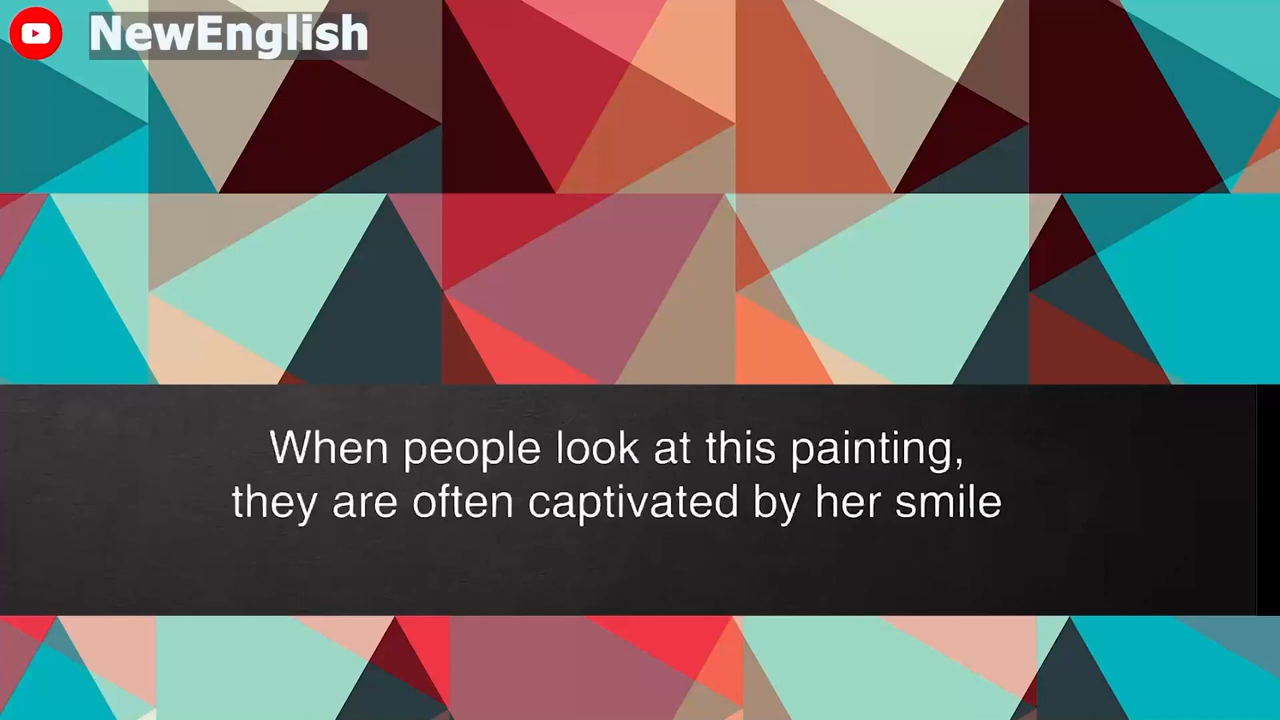 NewEnglish
When people look at this painting,
they are often captivated by her smile